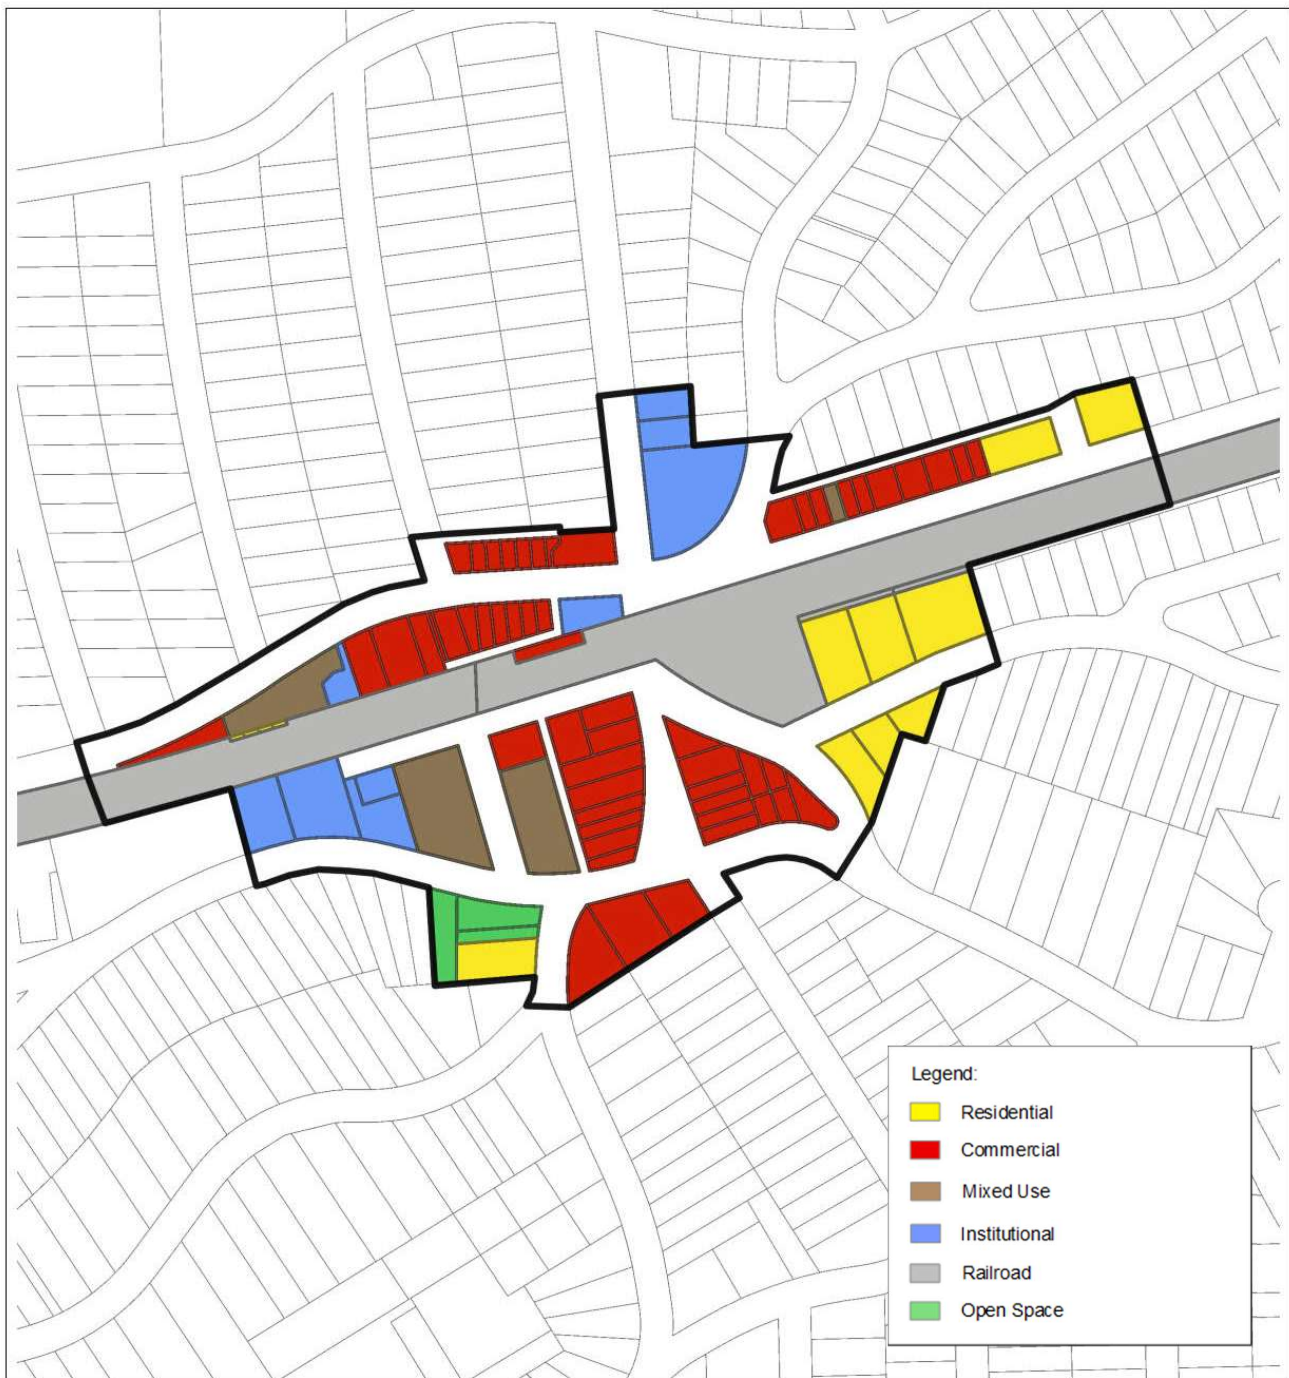 Legend:
Residential
Commercial
Mixed Use
Institutional
Railroad
Open Space